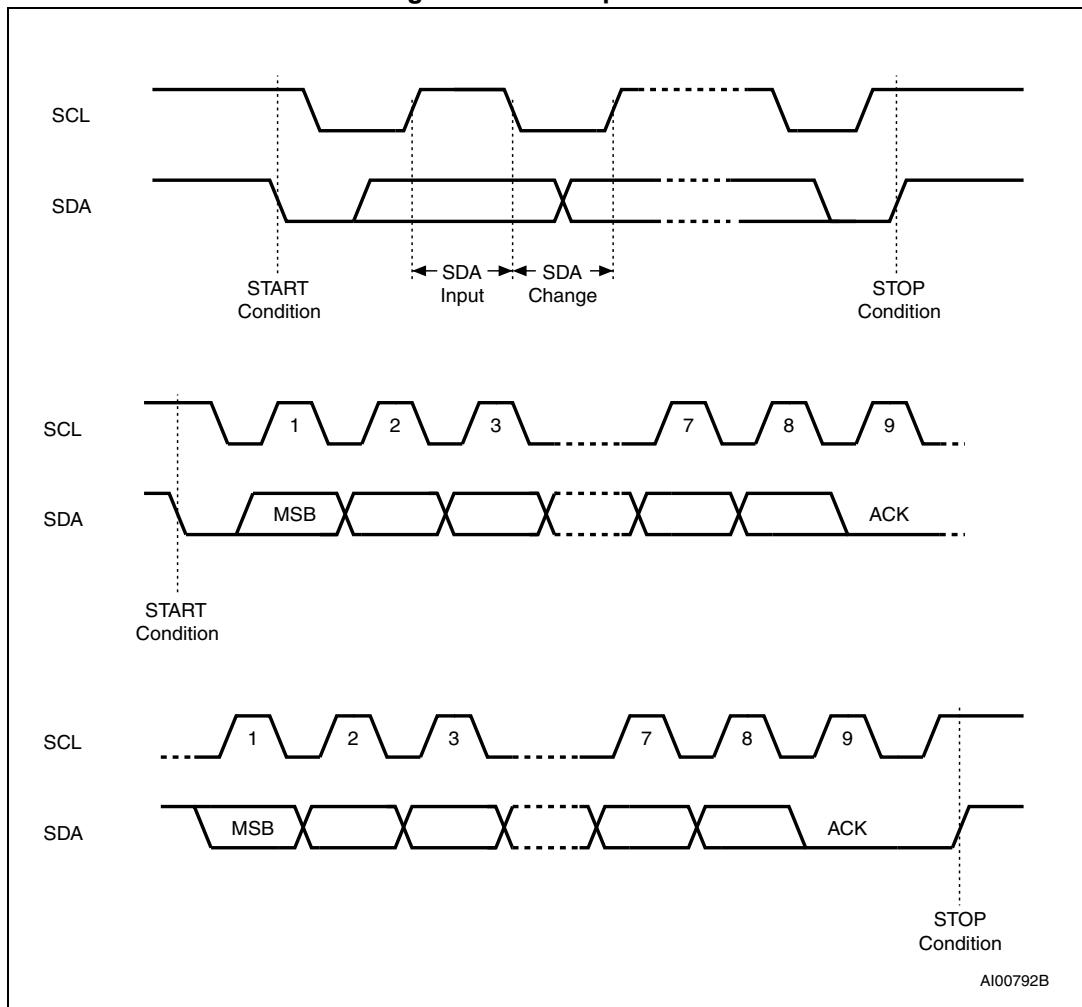 SCL
SDA
SDA Input
SDA Change
START Condition
STOP Condition
SCL
1 2 3 7 8 9
SDA
MSB ACK
START Condition
SCL
1 2 3 7 8 9
SDA
MSB ACK
STOP Condition
AI00792B